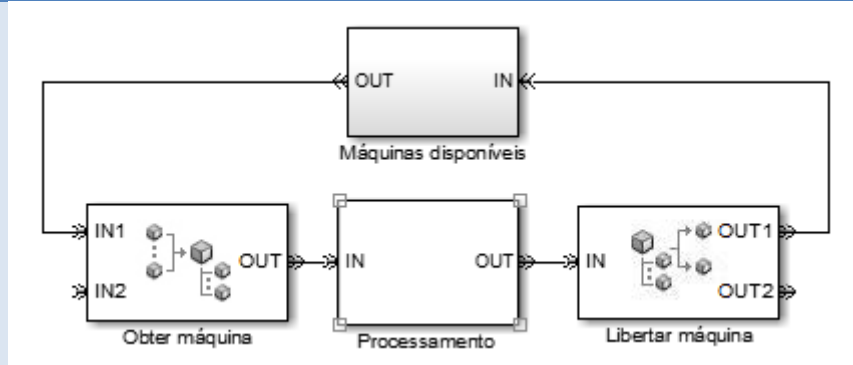 OUT IN
Máquinas disponíveis
IN1 OUT IN OUT IN OUT1
IN2 OUT2
Obter máquina Processamento Libertar máquina